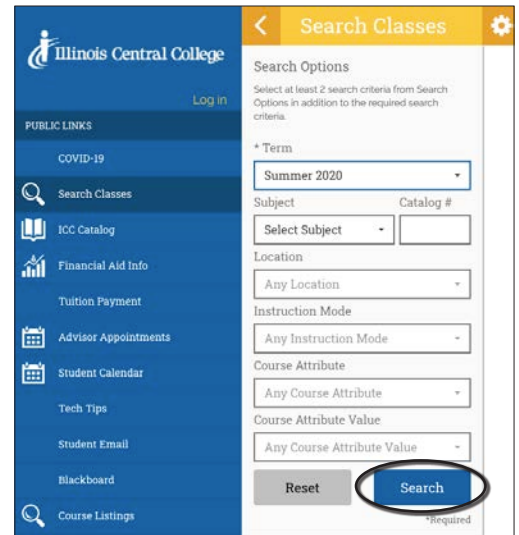 Illinois Central College
Log in
PUBLIC LINKS
COVID-19
Search Classes
ICC Catalog
Financial Aid Info
Tuition Payment
Advisor Appointments
Student Calendar
Tech Tips
Student Email
Blackboard
Course Listings
Search Classes
Search Options
Select at least 2 search criteria from Search
Options in addition to the required search
criteria.
* Term
Summer 2020
Subject Catalog #
Select Subject
Location
Any Location
Instruction Mode
Any Instruction Mode
Course Attribute
Any Course Attribute
Course Attribute Value
Any Course Attribute Value
Reset Search
*Required